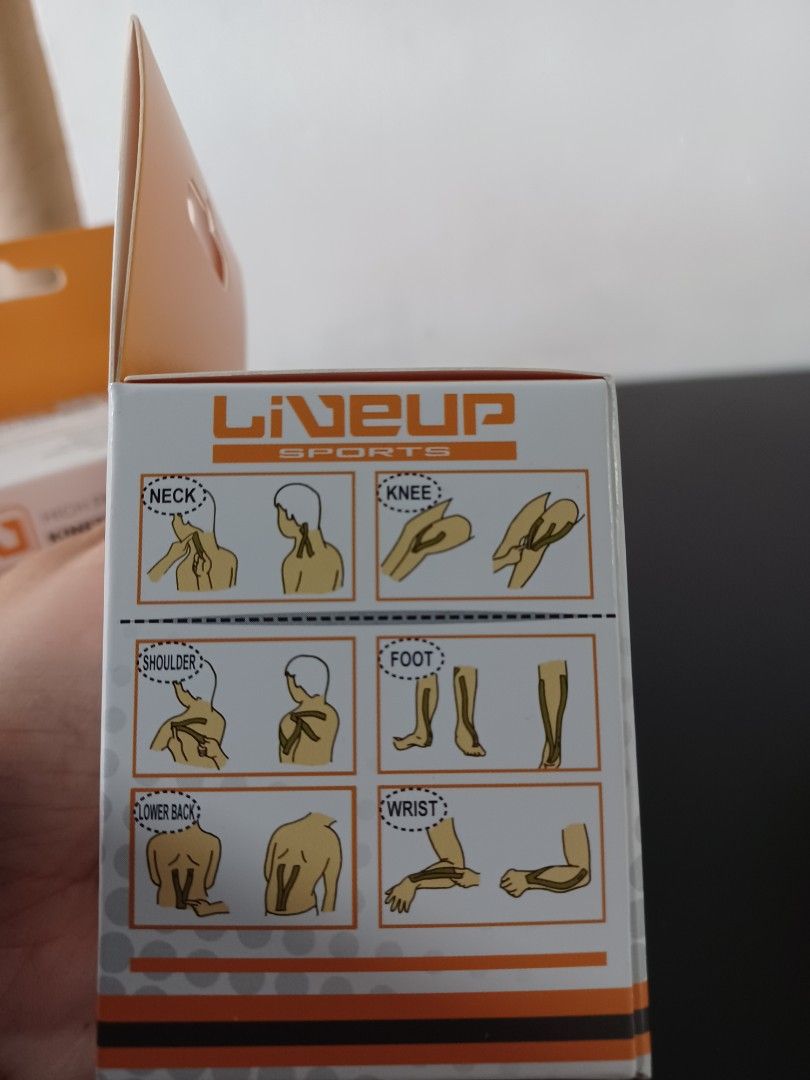 LiveUP
SPORTS
NECK
KNEE
SHOULDER
FOOT
LOWER BACK
WRIST